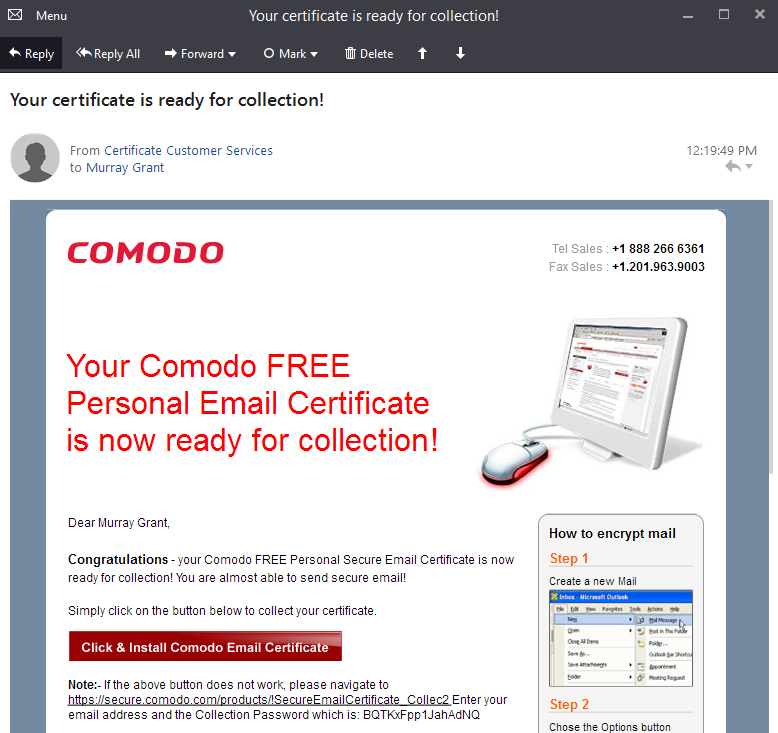 Menu
Your certificate is ready for collection!
Reply Reply All Forward Mark Delete
Your certificate is ready for collection!
From Certificate Customer Services
to Murray Grant
12:19:49 PM
COMODO
Tel Sales : +1 888 266 6361
Fax Sales : +1.201.963.9003
Your Comodo FREE
Personal Email Certificate
is now ready for collection!
Dear Murray Grant,
Congratulations - your Comodo FREE Personal Secure Email Certificate is now
ready for collection! You are almost able to send secure email!
Simply click on the button below to collect your certificate.
Click & Install Comodo Email Certificate
Note:- If the above button does not work, please navigate to
https://secure.comodo.com/products/!SecureEmailCertificate_Collec2 Enter your
email address and the Collection Password which is: BQTKxFpp1JahAdNQ
How to encrypt mail
Step 1
Create a new Mail
Inbox - Microsoft Outlook
File Edit View Favorites Tools Actions Help
New Mail Message
Open Post in This Folder
Close All Items Folder...
Save As... Outlook Bar Shortcu
Save Attachments Appointment
Folder Meeting Request
Step 2
Chose the Options button